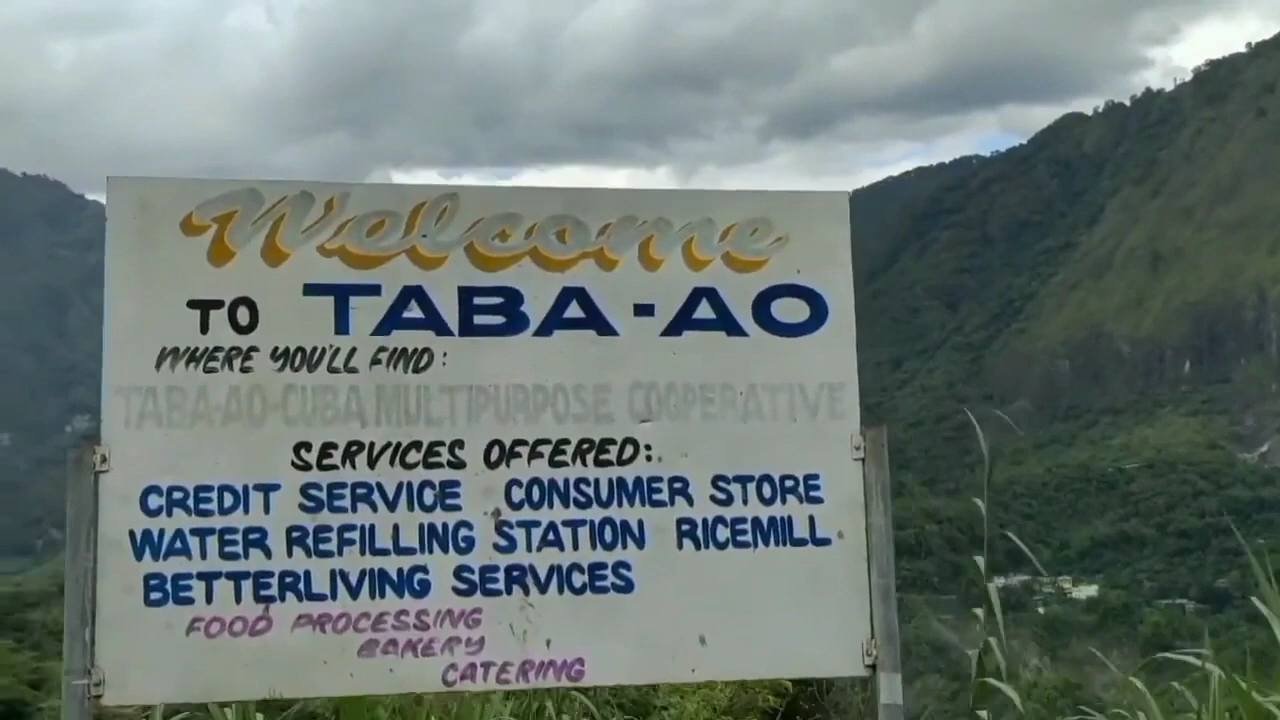 Welcome
TO TABA-AO
WHERE YOU'LL FIND:
TABA-AO-CUBA MULTIPURPOSE COOPERATIVE
SERVICES OFFERED:
CREDIT SERVICE CONSUMER STORE
WATER REFILLING STATION RICEMILL
BETTERLIVING SERVICES
FOOD PROCESSING
BAKERY
CATERING